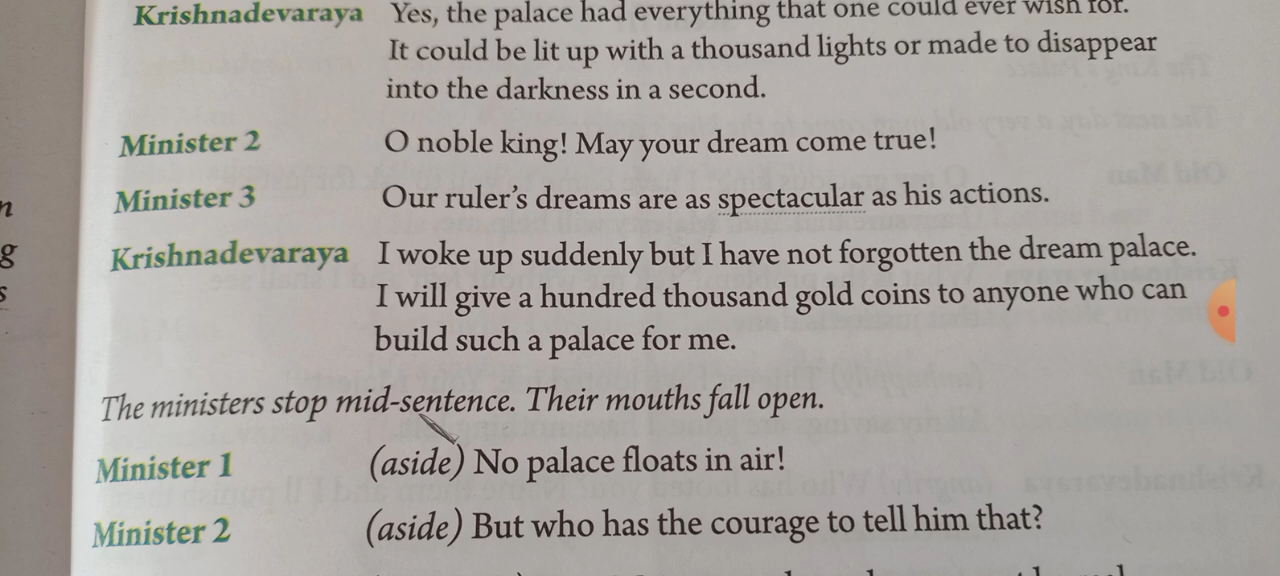 Krishnadevaraya Yes, the palace had everything that one could ever wish for.
It could be lit up with a thousand lights or made to disappear
into the darkness in a second.
Minister 2 O noble king! May your dream come true!
Minister 3 Our ruler's dreams are as spectacular as his actions.
Krishnadevaraya I woke up suddenly but I have not forgotten the dream palace.
I will give a hundred thousand gold coins to anyone who can
build such a palace for me.
The ministers stop mid-sentence. Their mouths fall open.
Minister 1 (aside) No palace floats in air!
Minister 2 (aside) But who has the courage to tell him that?